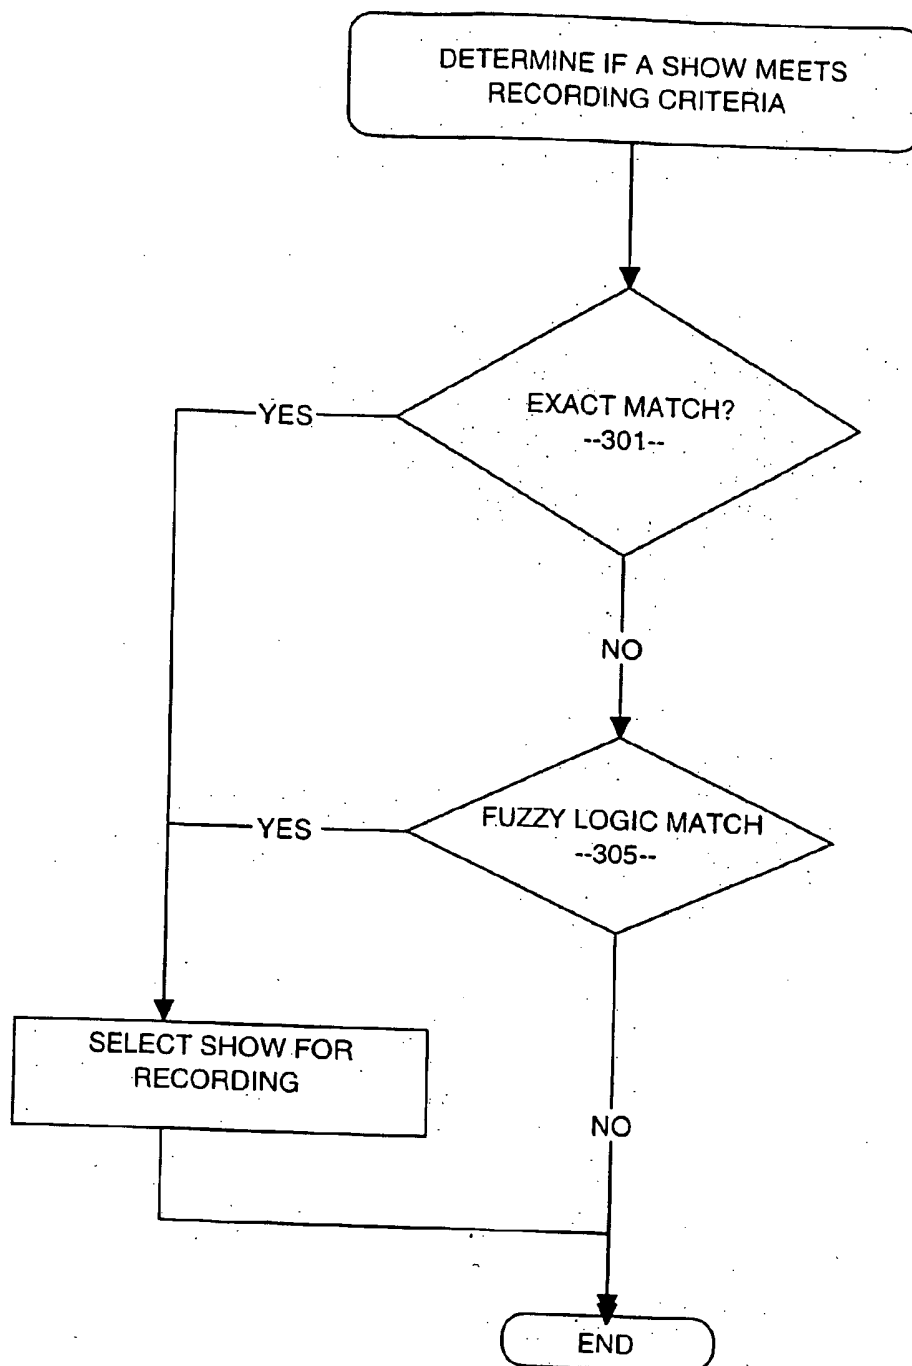 DETERMINE IF A SHOW MEETS
RECORDING CRITERIA
EXACT MATCH?
--301--
YES
NO
FUZZY LOGIC MATCH
--305--
YES
SELECT SHOW FOR
RECORDING
NO
END